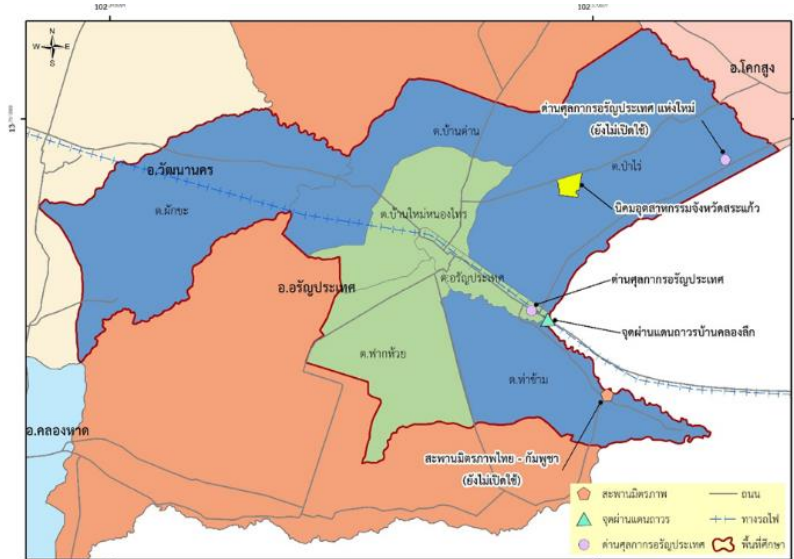 N
W E
S
อ.โคกสูง
ด่านศุลกากรอรัญประเทศ แห่งใหม่
(ยังไม่เปิดใช้)
ต.บ้านด่าน
ต.ป่าไร่
อ.วัฒนานคร
ต.ผักขะ
ต.บ้านใหม่หนองไทร
นิคมอุตสาหกรรมจังหวัดสระแก้ว
อ.อรัญประเทศ
ต.อรัญประเทศ
ด่านศุลกากรอรัญประเทศ
จุดผ่านแดนถาวรบ้านคลองลึก
ต.ฟากห้วย
ต.ท่าข้าม
อ.คลองหาด
สะพานมิตรภาพไทย - กัมพูชา
(ยังไม่เปิดใช้)
สะพานมิตรภาพ
ถนน
จุดผ่านแดนถาวร
ทางรถไฟ
ด่านศุลกากรอรัญประเทศ
พื้นที่ศึกษา